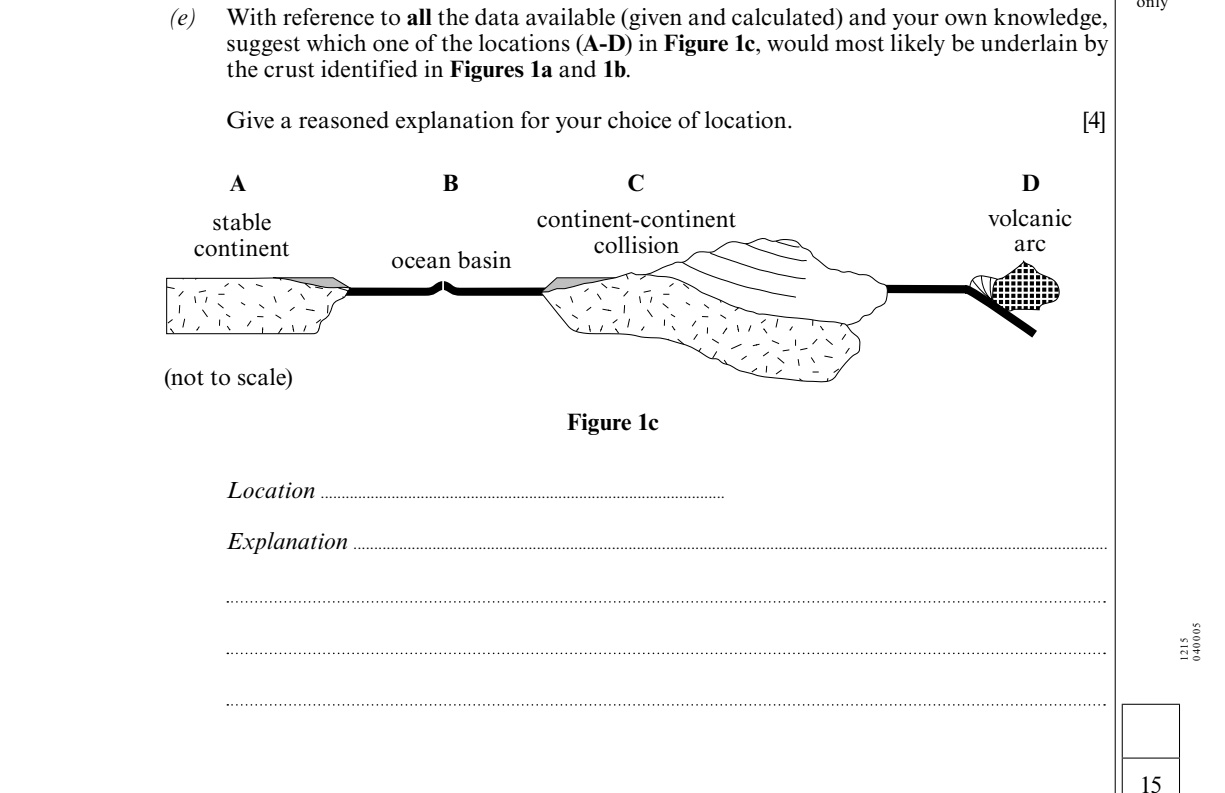 only
(e) With reference to all the data available (given and calculated) and your own knowledge,
suggest which one of the locations (A-D) in Figure 1c, would most likely be underlain by
the crust identified in Figures 1a and 1b.
Give a reasoned explanation for your choice of location. [4]
A B C D
stable
continent
ocean basin
continent-continent
collision
volcanic
arc
(not to scale)
Figure 1c
Location
Explanation
1215
040005
15